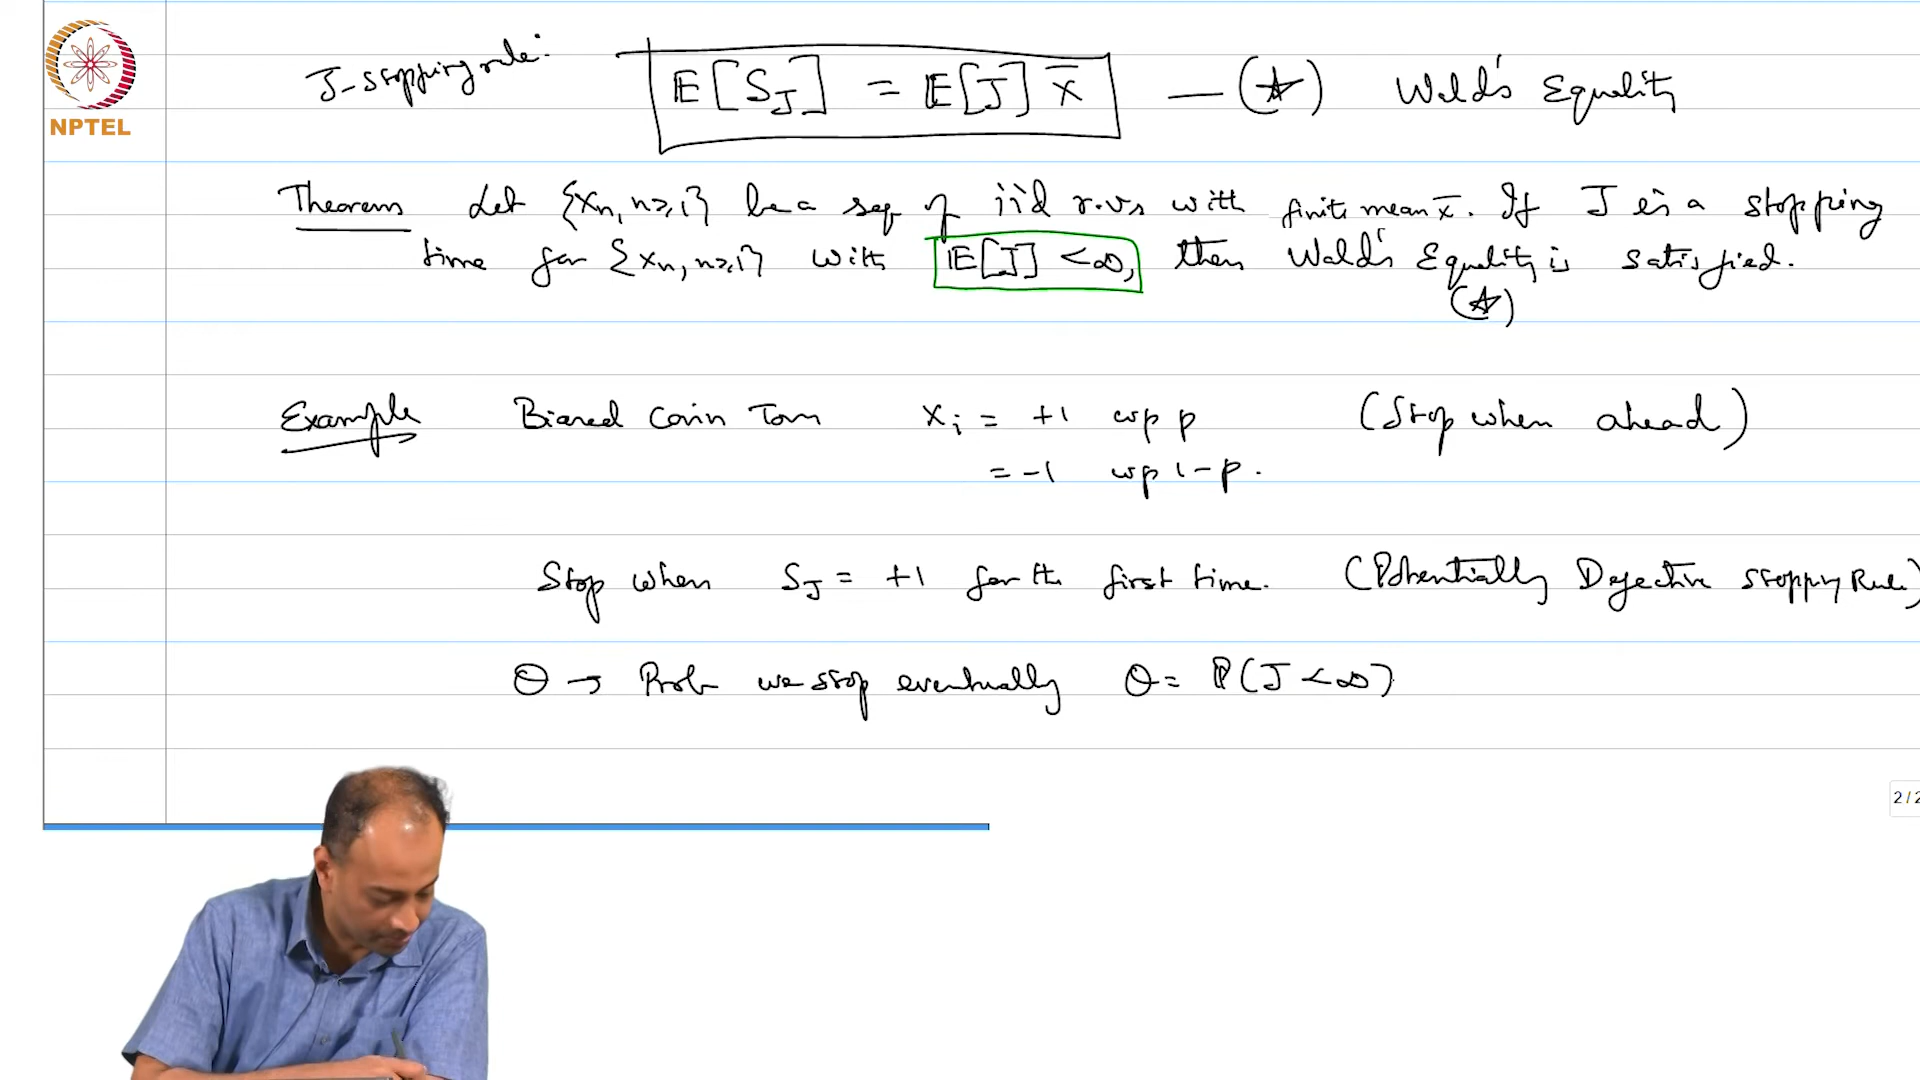 NPTEL
J-stopping rule: E[S_J] = E[J] x̄ — (☆) Wald's Equality
Theorem Let {Xn, n≥1} be a seq of iid r.vs with finite mean x̄. If J is a stopping
time for {Xn, n≥1} with E[J] <∞, then Wald's Equality is satisfied.
(☆)
Example Biased Coin Toss Xi = +1 wp p (Stop when ahead)
= -1 wp 1-p.
Stop when S_J = +1 for the first time. (Potentially Defective Stopping Rule)
θ → Prob we stop eventually θ = P(J <∞)
2/2